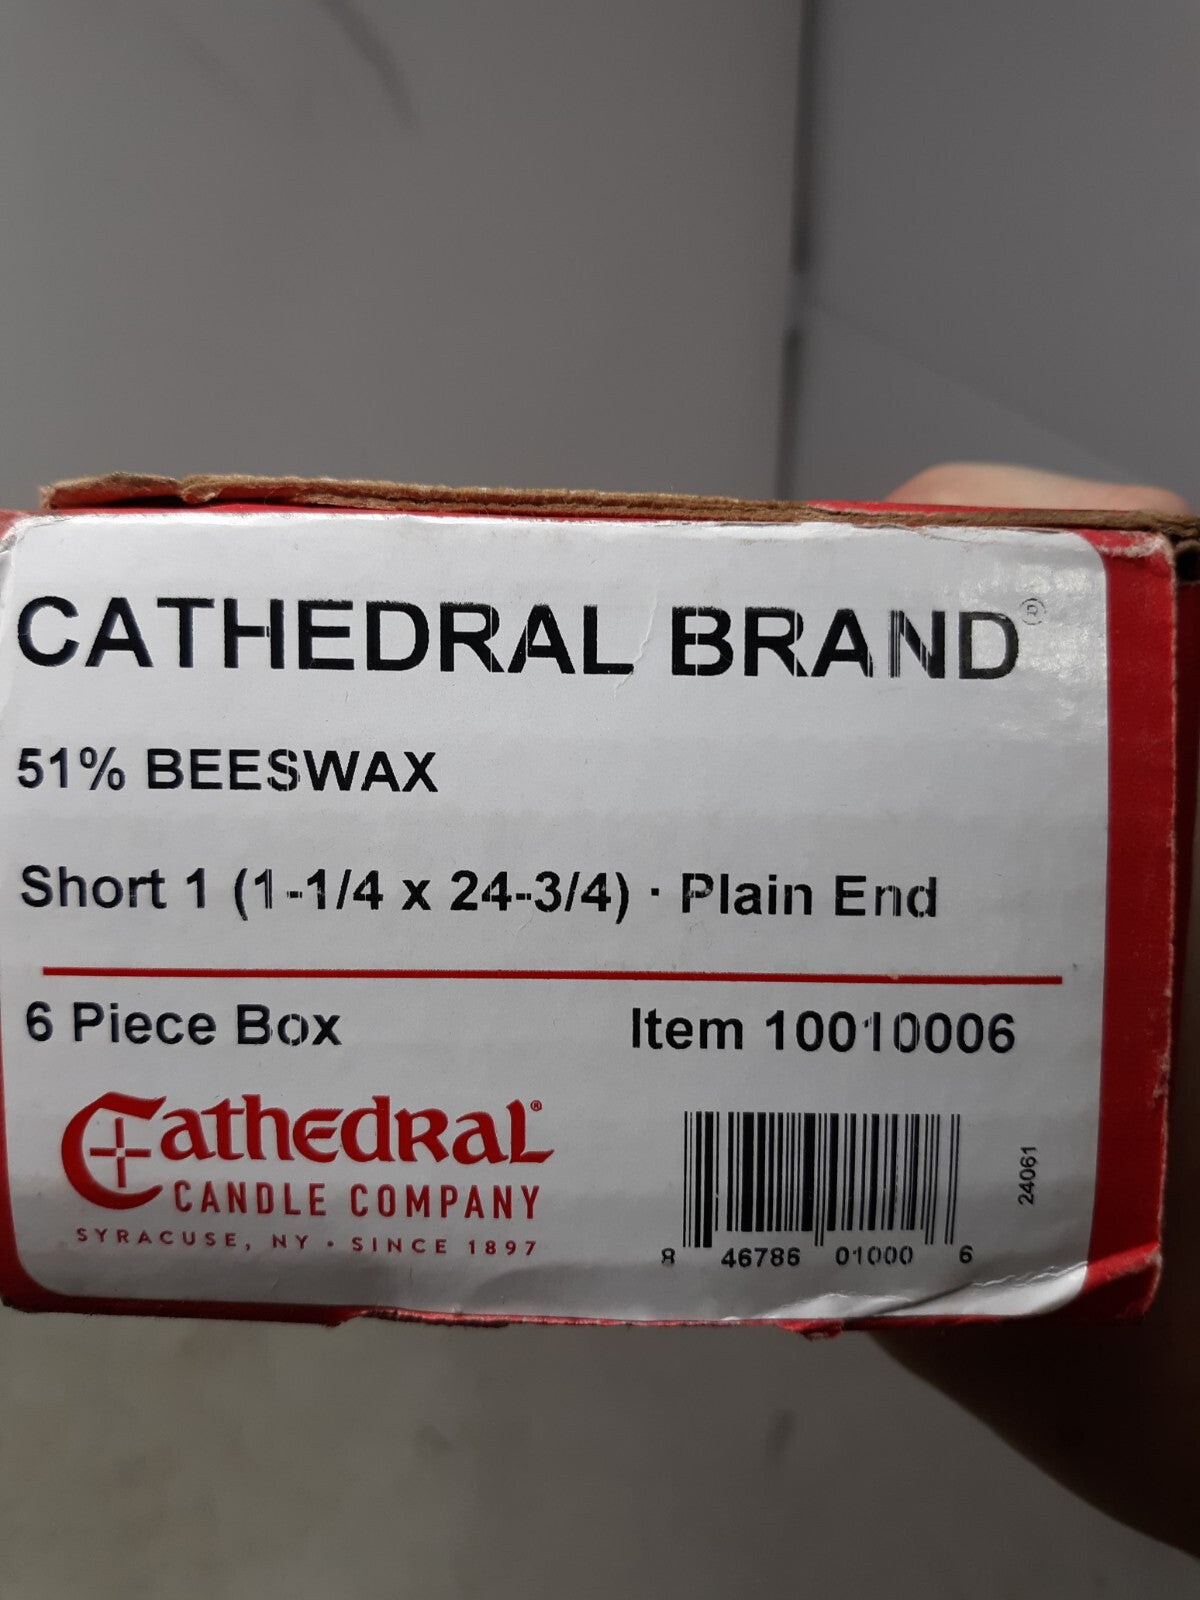 CATHEDRAL BRAND®
51% BEESWAX
Short 1 (1-1/4 x 24-3/4) · Plain End
6 Piece Box Item 10010006
Cathedral®
CANDLE COMPANY
SYRACUSE, NY • SINCE 1897
8 46786 01000 6
24061